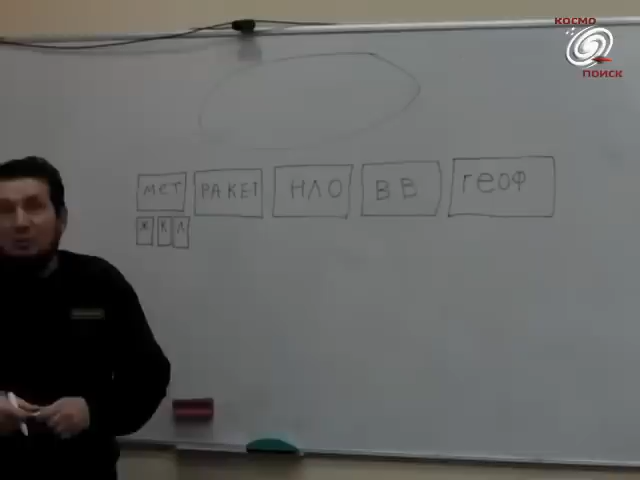 КОСМО
ПОИСК
МЕТ РАКЕТ НЛО ВВ ГЕОФ
Ж К Л